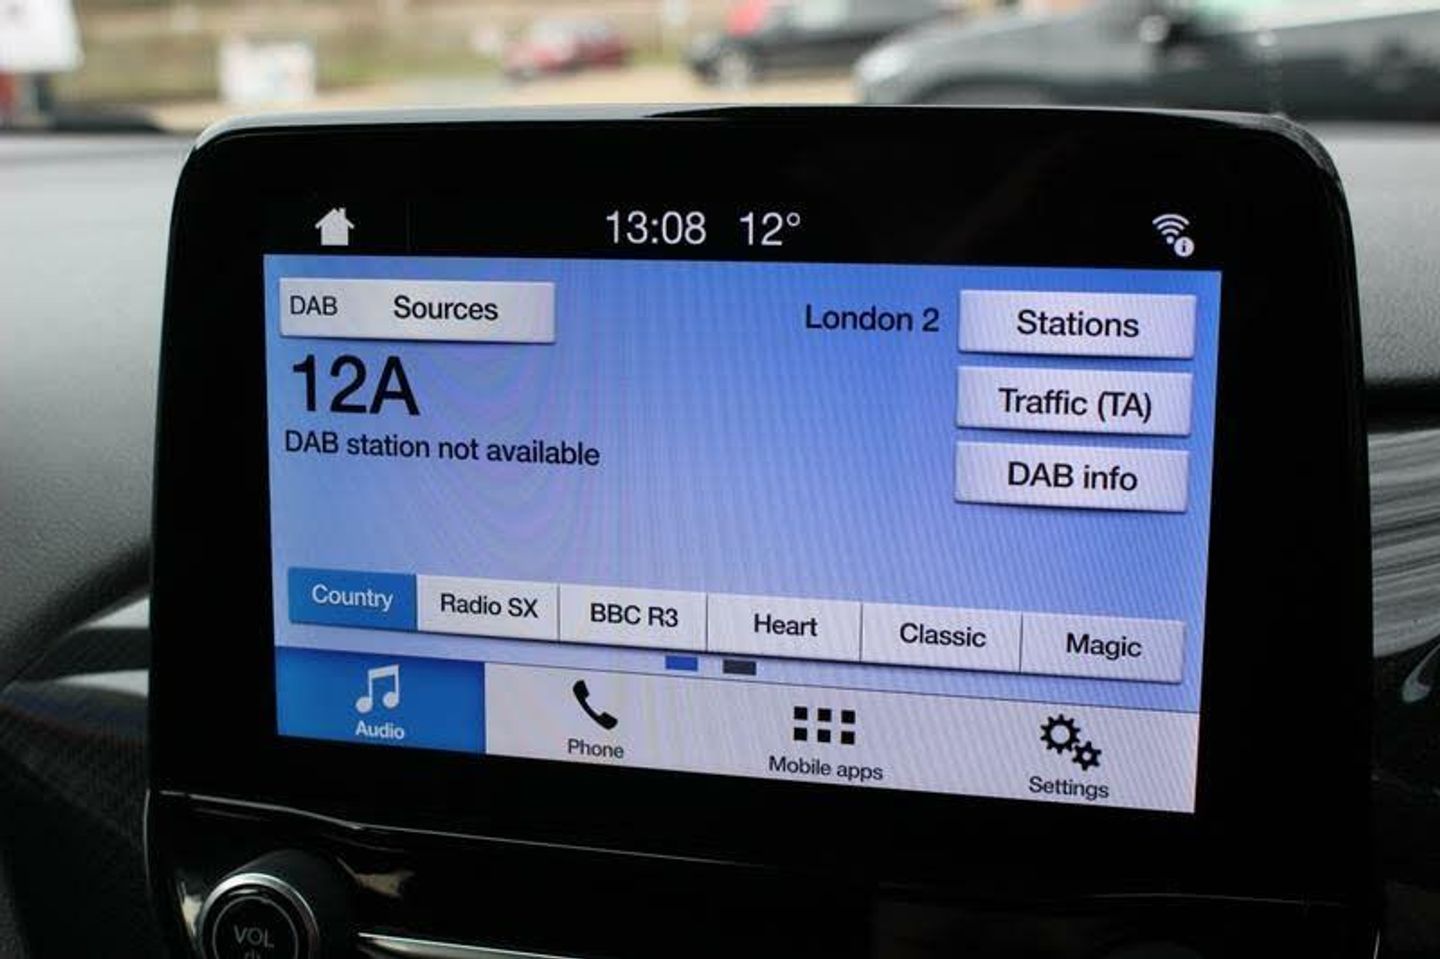 13:08 12°
DAB Sources
London 2
Stations
12A
Traffic (TA)
DAB station not available
DAB info
Country
Radio SX
BBC R3
Heart
Classic
Magic
Audio
Phone
Mobile apps
Settings
VOL